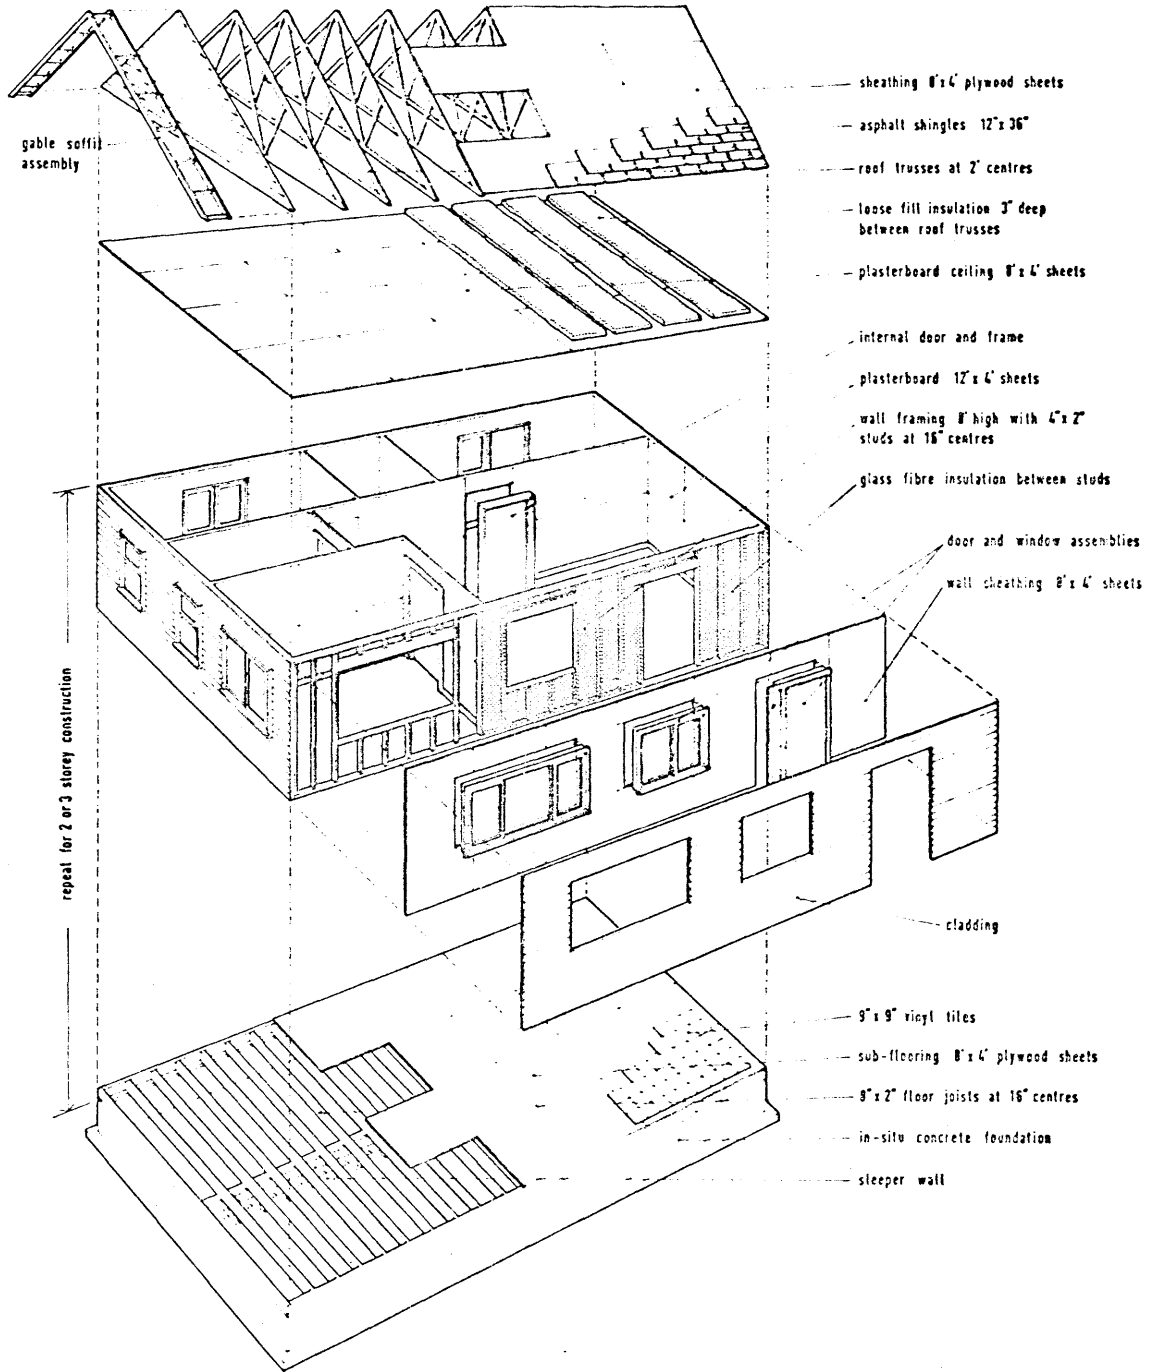 sheathing 8'x 4' plywood sheets
asphalt shingles 12"x 36"
gable soffit
assembly
roof trusses at 2' centres
loose fill insulation 3" deep
between roof trusses
plasterboard ceiling 8'x 4' sheets
internal door and frame
plasterboard 12"x 4' sheets
wall framing 8' high with 4"x 2"
studs at 16" centres
glass fibre insulation between studs
door and window assemblies
wall sheathing 8'x 4' sheets
repeat for 2 or 3 storey construction
cladding
9"x 9" vinyl tiles
sub-flooring 8'x 4' plywood sheets
9"x 2" floor joists at 16" centres
in-situ concrete foundation
sleeper wall